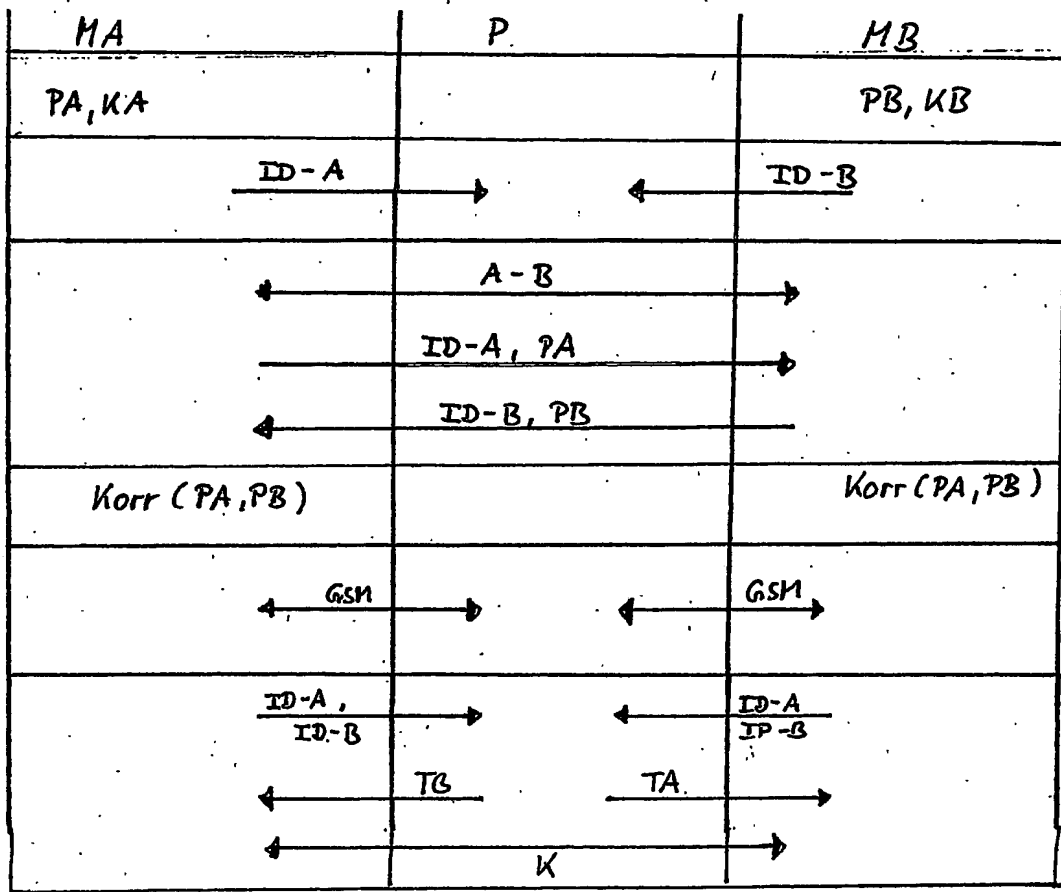 MA P. MB
PA, KA PB, KB
ID-A ID-B
A-B
ID-A, PA
ID-B, PB
Korr (PA, PB) Korr (PA, PB)
GSM GSM
ID-A, ID-A
ID-B IP-B
TB TA
K